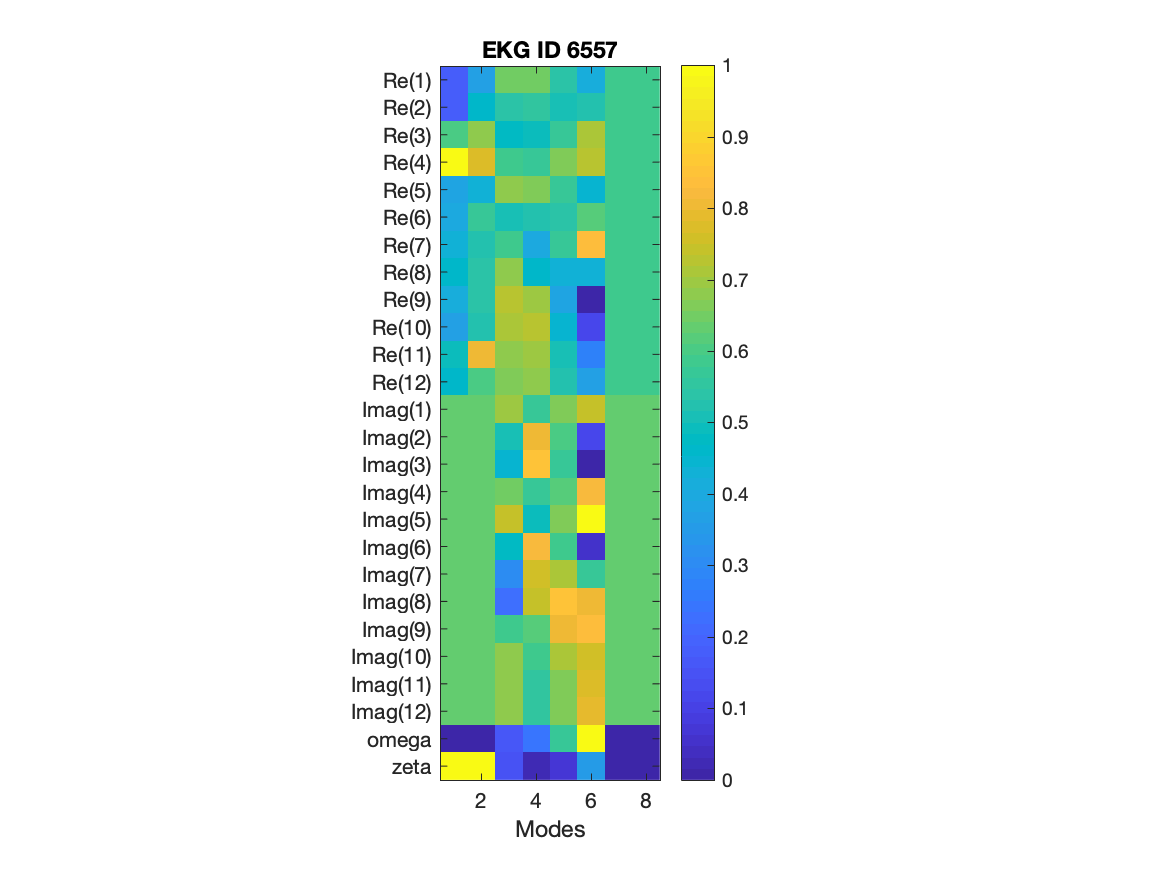 EKG ID 6557
Re(1)
Re(2)
Re(3)
Re(4)
Re(5)
Re(6)
Re(7)
Re(8)
Re(9)
Re(10)
Re(11)
Re(12)
Imag(1)
Imag(2)
Imag(3)
Imag(4)
Imag(5)
Imag(6)
Imag(7)
Imag(8)
Imag(9)
Imag(10)
Imag(11)
Imag(12)
omega
zeta
2 4 6 8
Modes
1
0.9
0.8
0.7
0.6
0.5
0.4
0.3
0.2
0.1
0